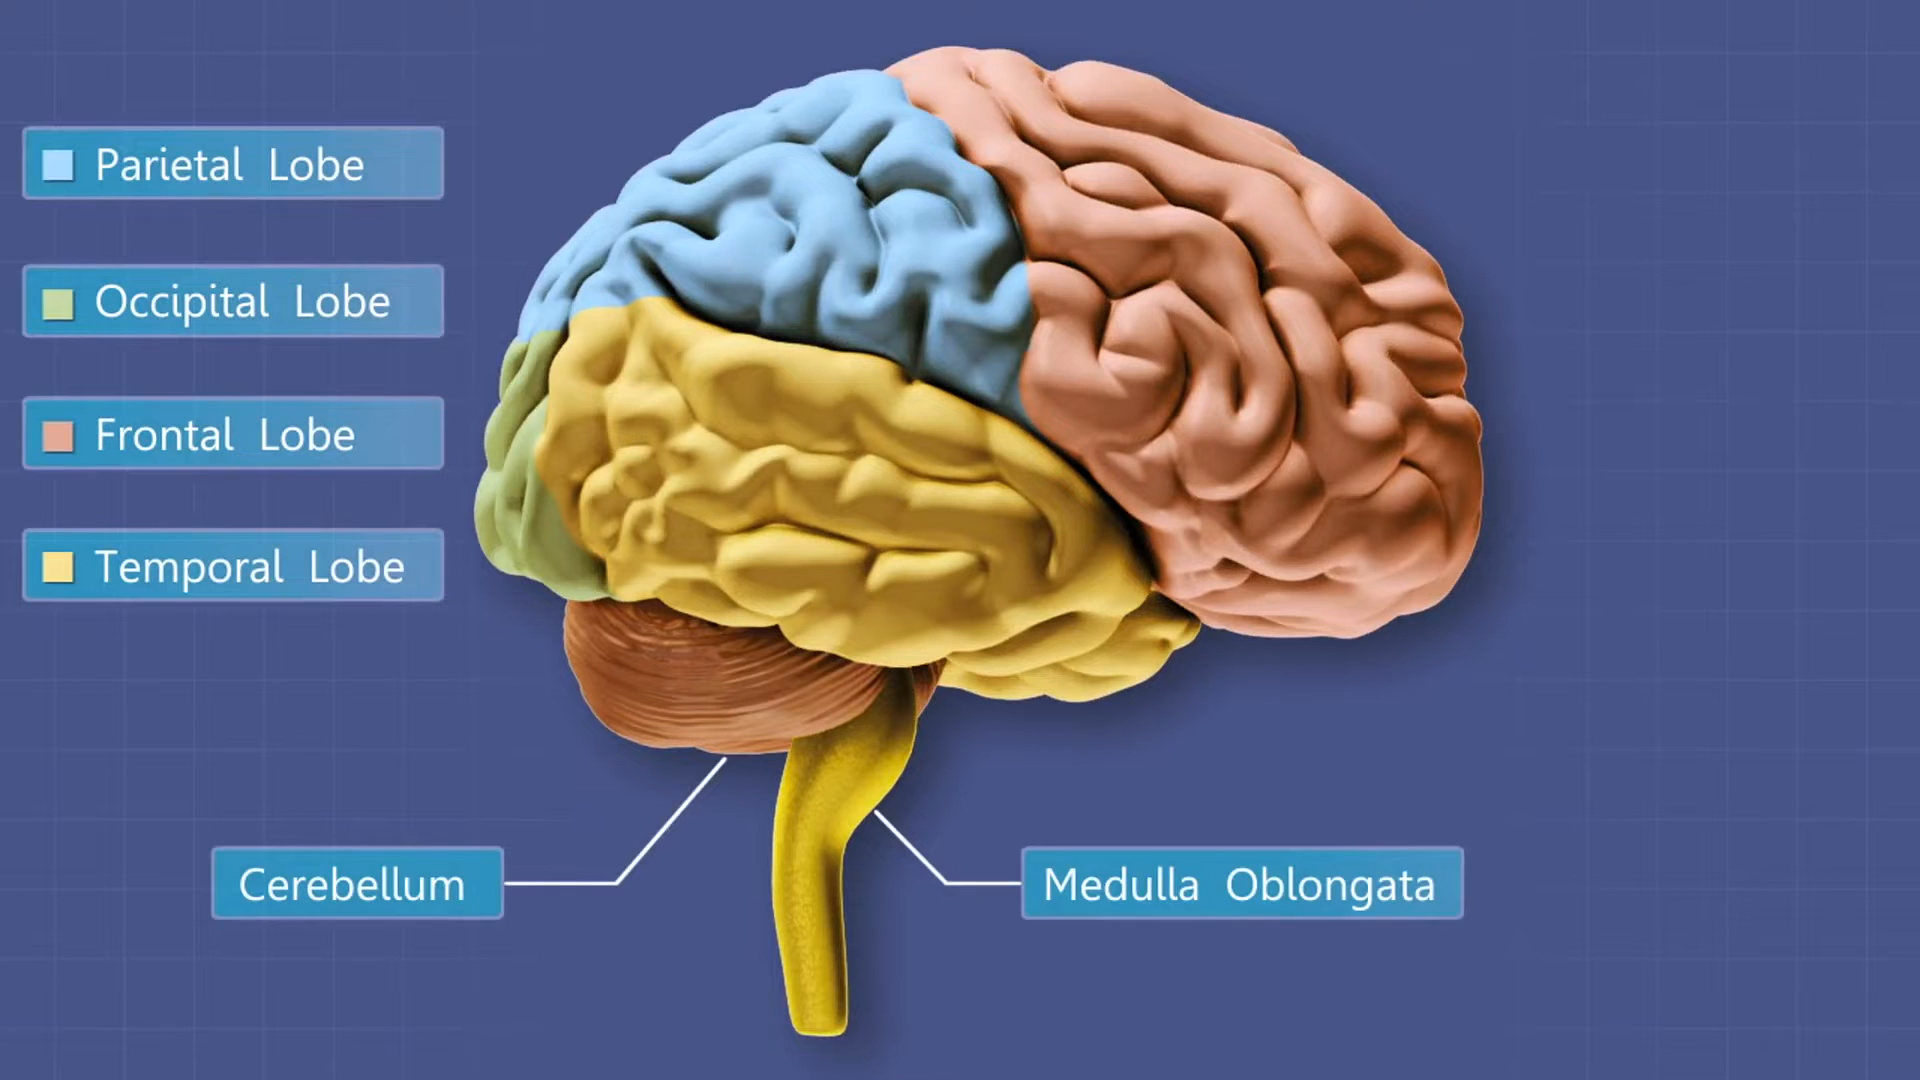 Parietal Lobe
Occipital Lobe
Frontal Lobe
Temporal Lobe
Cerebellum
Medulla Oblongata